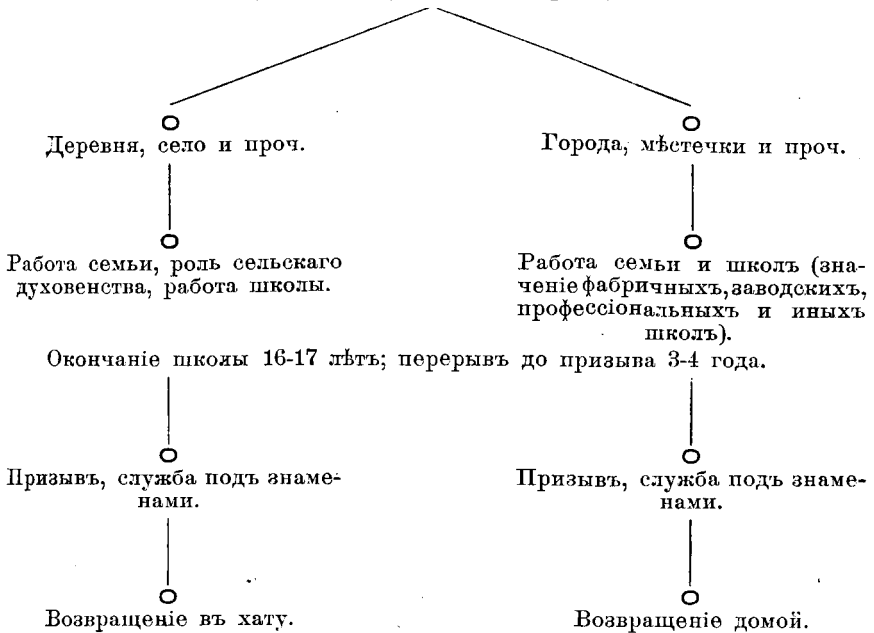 Деревня, село и проч.
Города, мѣстечки и проч.
Работа семьи, роль сельскаго
духовенства, работа школы.
Работа семьи и школъ (зна-
ченіе фабричныхъ, заводскихъ,
профессіональныхъ и иныхъ
школъ).
Окончаніе школы 16-17 лѣтъ; перерывъ до призыва 3-4 года.
Призывъ, служба подъ знаме-
нами.
Призывъ, служба подъ знаме-
нами.
Возвращеніе въ хату.
Возвращеніе домой.